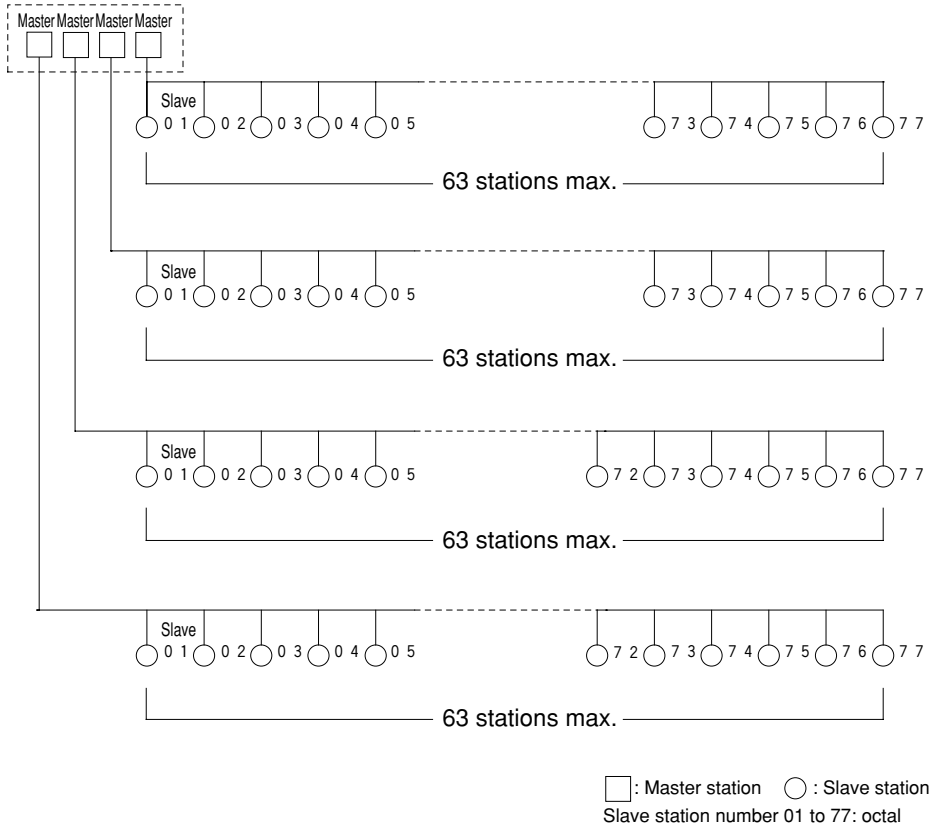 Master Master Master Master
Slave
0 1 0 2 0 3 0 4 0 5 7 3 7 4 7 5 7 6 7 7
63 stations max.
Slave
0 1 0 2 0 3 0 4 0 5 7 3 7 4 7 5 7 6 7 7
63 stations max.
Slave
0 1 0 2 0 3 0 4 0 5 7 2 7 3 7 4 7 5 7 6 7 7
63 stations max.
Slave
0 1 0 2 0 3 0 4 0 5 7 2 7 3 7 4 7 5 7 6 7 7
63 stations max.
: Master station : Slave station
Slave station number 01 to 77: octal